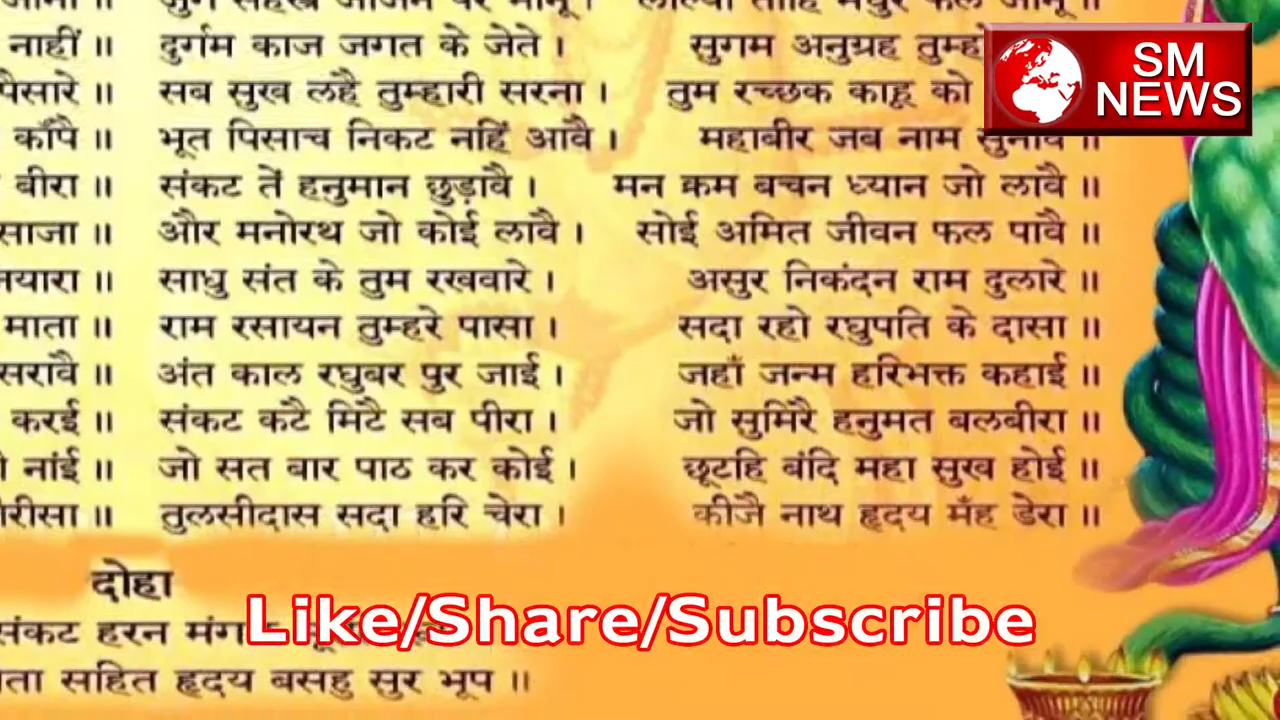 नाहीं ॥ दुर्गम काज जगत के जेते । सुगम अनुग्रह
पैसारे ॥ सब सुख लहै तुम्हारी सरना । तुम रच्छक काहू को
काँपै ॥ भूत पिसाच निकट नहिं आवै । महाबीर जब नाम सुनावै ॥
बीरा ॥ संकट तें हनुमान छुड़ावै । मन क्रम बचन ध्यान जो लावै ॥
साजा ॥ और मनोरथ जो कोई लावै । सोई अमित जीवन फल पावै ॥
साधु संत के तुम रखवारे । असुर निकंदन राम दुलारे ॥
माता ॥ राम रसायन तुम्हरे पासा । सदा रहो रघुपति के दासा ॥
अंत काल रघुबर पुर जाई । जहाँ जन्म हरिभक्त कहाई ॥
करई ॥ संकट कटै मिटै सब पीरा । जो सुमिरै हनुमत बलबीरा ॥
नांई ॥ जो सत बार पाठ कर कोई । छूटहि बंदि महा सुख होई ॥
तुलसीदास सदा हरि चेरा । कीजै नाथ हृदय मँह डेरा ॥
दोहा
संकट हरन
सहित हृदय बसहु सुर भूप ॥
SM
NEWS
Like/Share/Subscribe